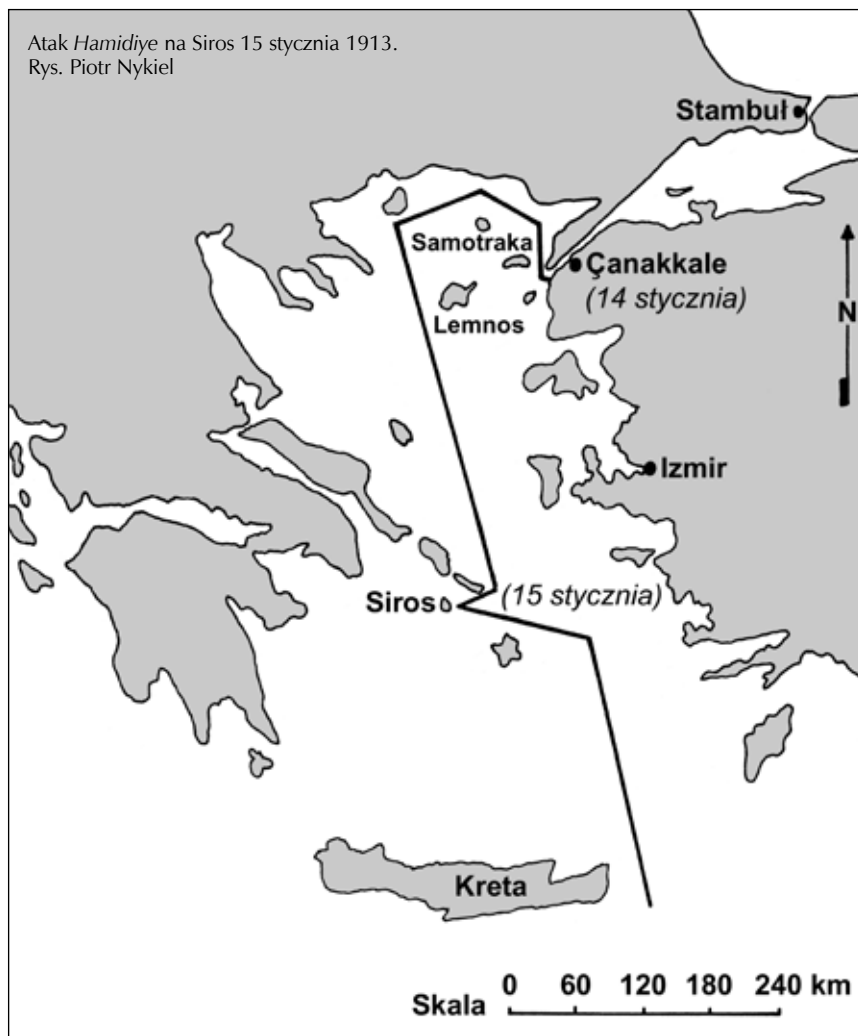 Atak Hamidiye na Siros 15 stycznia 1913.
Rys. Piotr Nykiel
Stambuł
Samotraka
Çanakkale
(14 stycznia)
N
Lemnos
Izmir
Siros
(15 stycznia)
Kreta
Skala 0 60 120 180 240 km